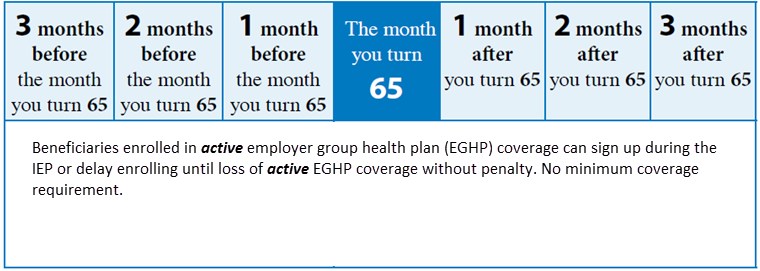 3 months
before
the month
you turn 65
2 months
before
the month
you turn 65
1 month
before
the month
you turn 65
The month
you turn
65
1 month
after
you turn 65
2 months
after
you turn 65
3 months
after
you turn 65
Beneficiaries enrolled in active employer group health plan (EGHP) coverage can sign up during the
IEP or delay enrolling until loss of active EGHP coverage without penalty. No minimum coverage
requirement.